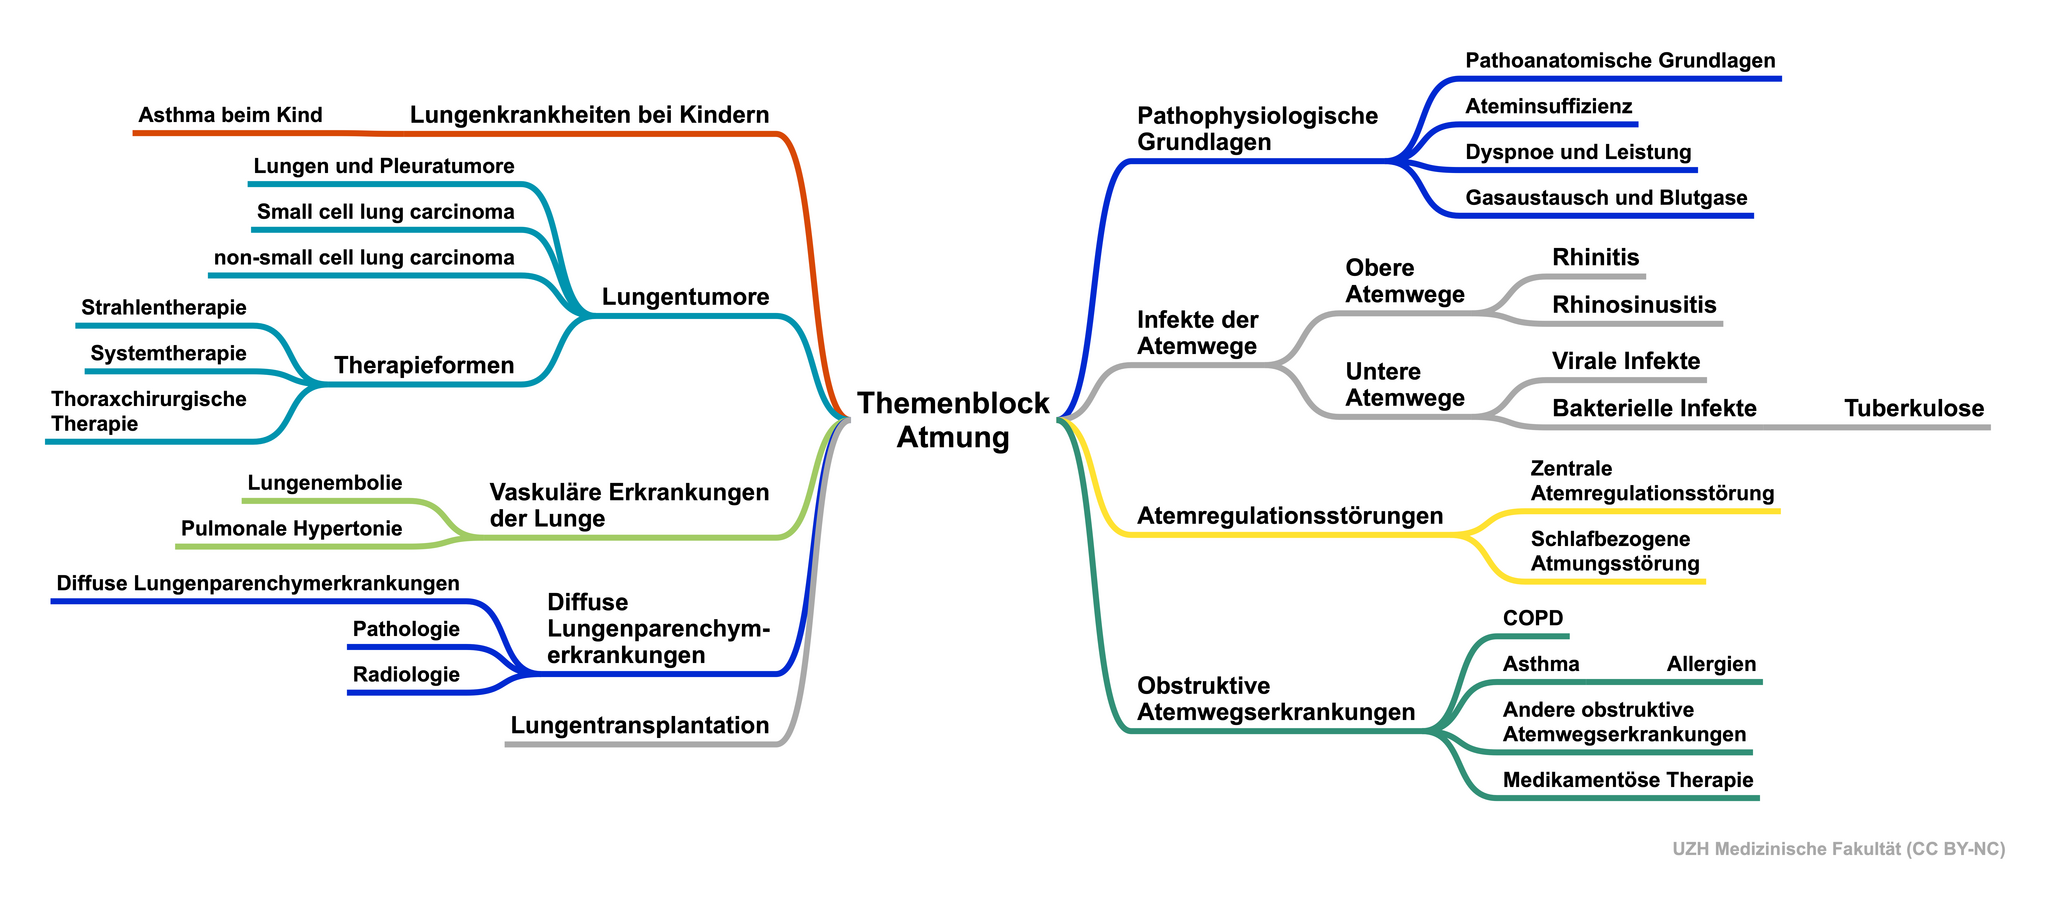 Themenblock
Atmung
Pathophysiologische
Grundlagen
Pathoanatomische Grundlagen
Ateminsuffizienz
Dyspnoe und Leistung
Gasaustausch und Blutgase
Infekte der
Atemwege
Obere
Atemwege
Rhinitis
Rhinosinusitis
Untere
Atemwege
Virale Infekte
Bakterielle Infekte
Tuberkulose
Atemregulationsstörungen
Zentrale
Atemregulationsstörung
Schlafbezogene
Atmungsstörung
Obstruktive
Atemwegserkrankungen
COPD
Asthma
Allergien
Andere obstruktive
Atemwegserkrankungen
Medikamentöse Therapie
Lungenkrankheiten bei Kindern
Asthma beim Kind
Lungentumore
Lungen und Pleuratumore
Small cell lung carcinoma
non-small cell lung carcinoma
Therapieformen
Strahlentherapie
Systemtherapie
Thoraxchirurgische
Therapie
Vaskuläre Erkrankungen
der Lunge
Lungenembolie
Pulmonale Hypertonie
Diffuse
Lungenparenchym-
erkrankungen
Diffuse Lungenparenchymerkrankungen
Pathologie
Radiologie
Lungentransplantation
UZH Medizinische Fakultät (CC BY-NC)